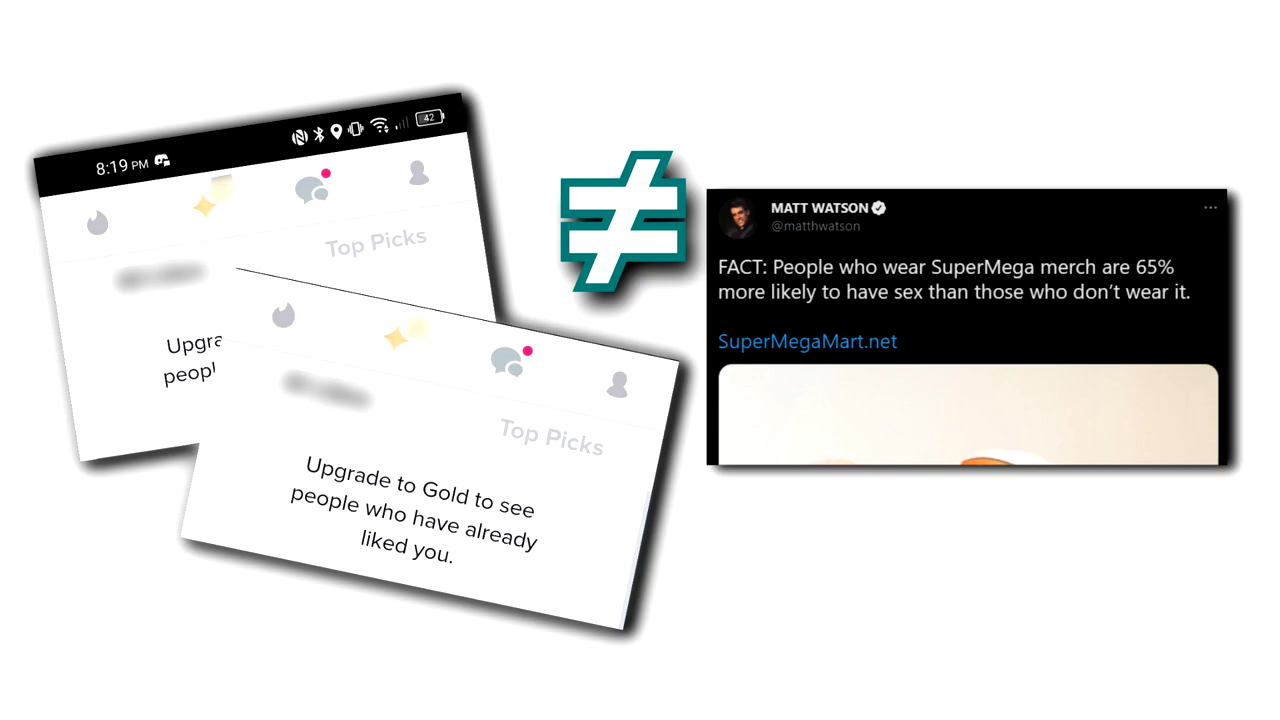 8:19 PM
42
Top Picks
Upgra
peopl
≠
Top Picks
Upgrade to Gold to see
people who have already
liked you.
MATT WATSON
@matthwatson
FACT: People who wear SuperMega merch are 65%
more likely to have sex than those who don't wear it.
SuperMegaMart.net